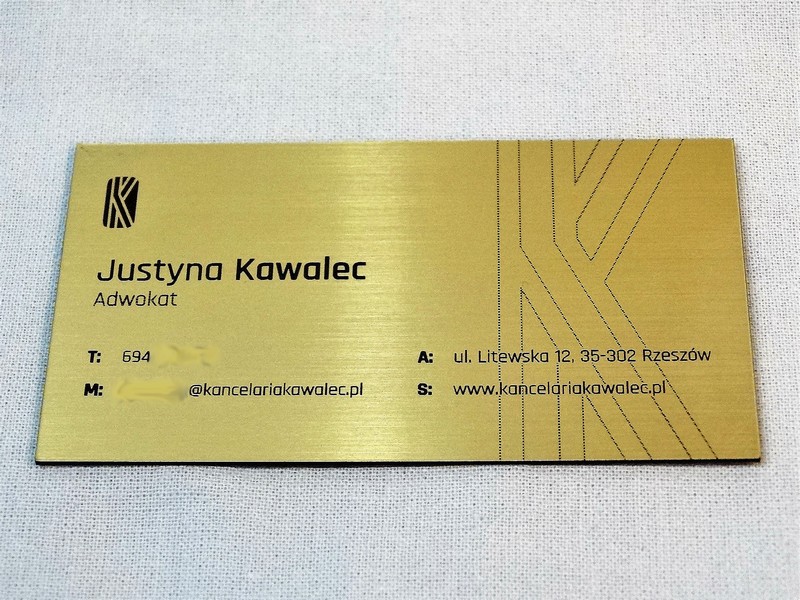 Justyna Kawalec
Adwokat
T: 694
M: @kancelariakawalec.pl
A: ul. Litewska 12, 35-302 Rzeszów
S: www.kancelariakawalec.pl